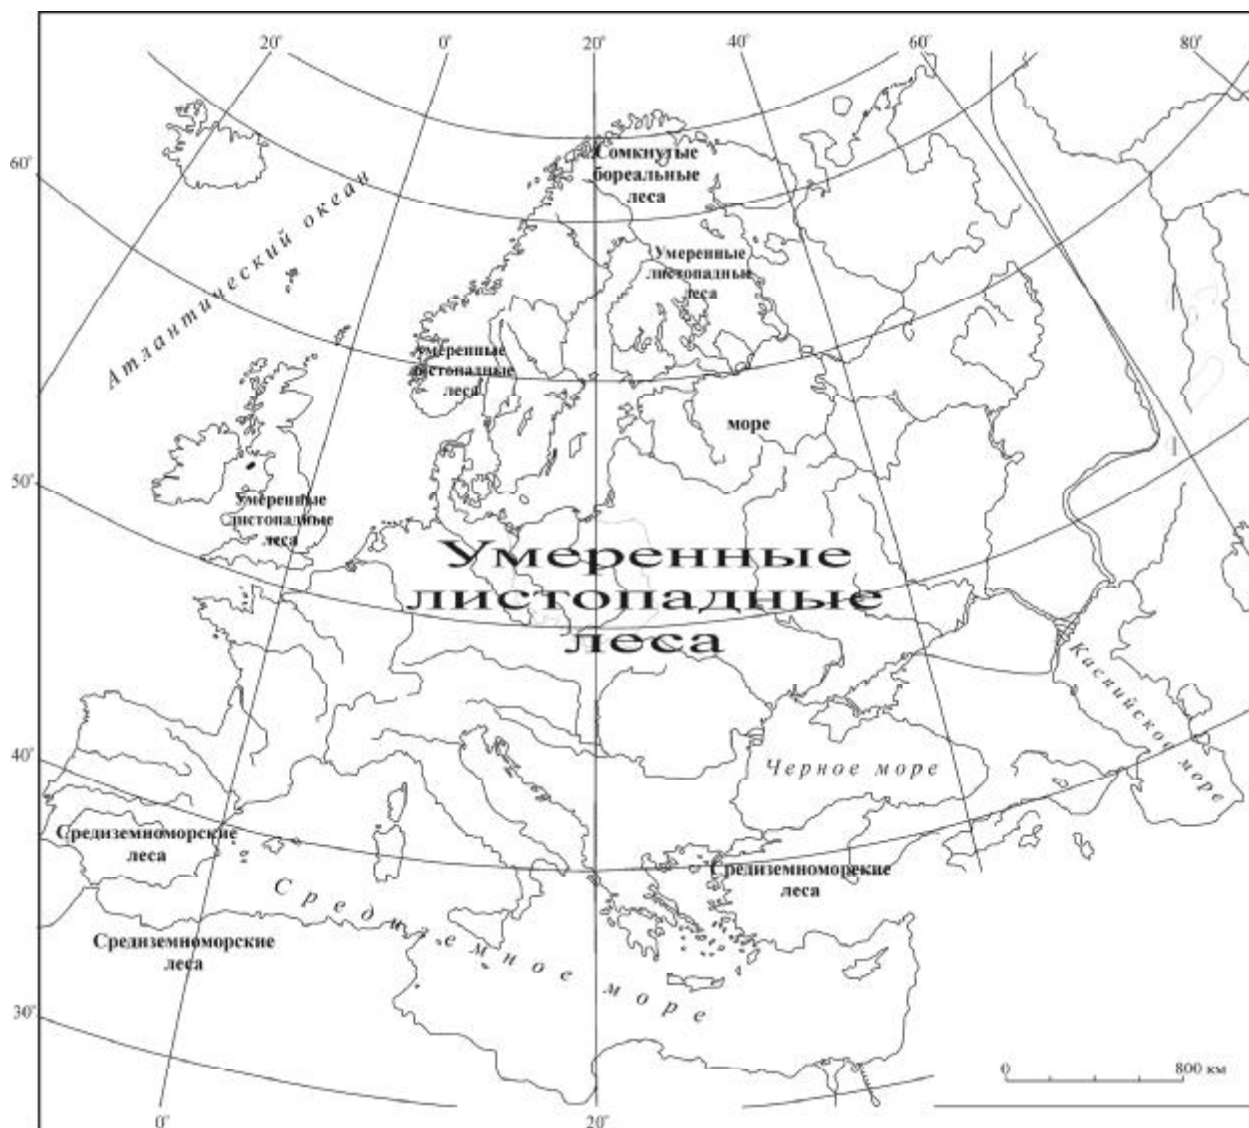 20°
0°
20°
40°
60°
80°
60°
Сомкнутые
бореальные
леса
Атлантический океан
Умеренные
листопадные
леса
Умеренные
листопадные
леса
море
50°
Умеренные
листопадные
леса
Умеренные
листопадные
леса
Каспийское море
40°
Черное море
Средиземноморские
леса
Средиземноморские
леса
Средиземное море
Средиземноморские
леса
30°
0
800 км
0°
20°